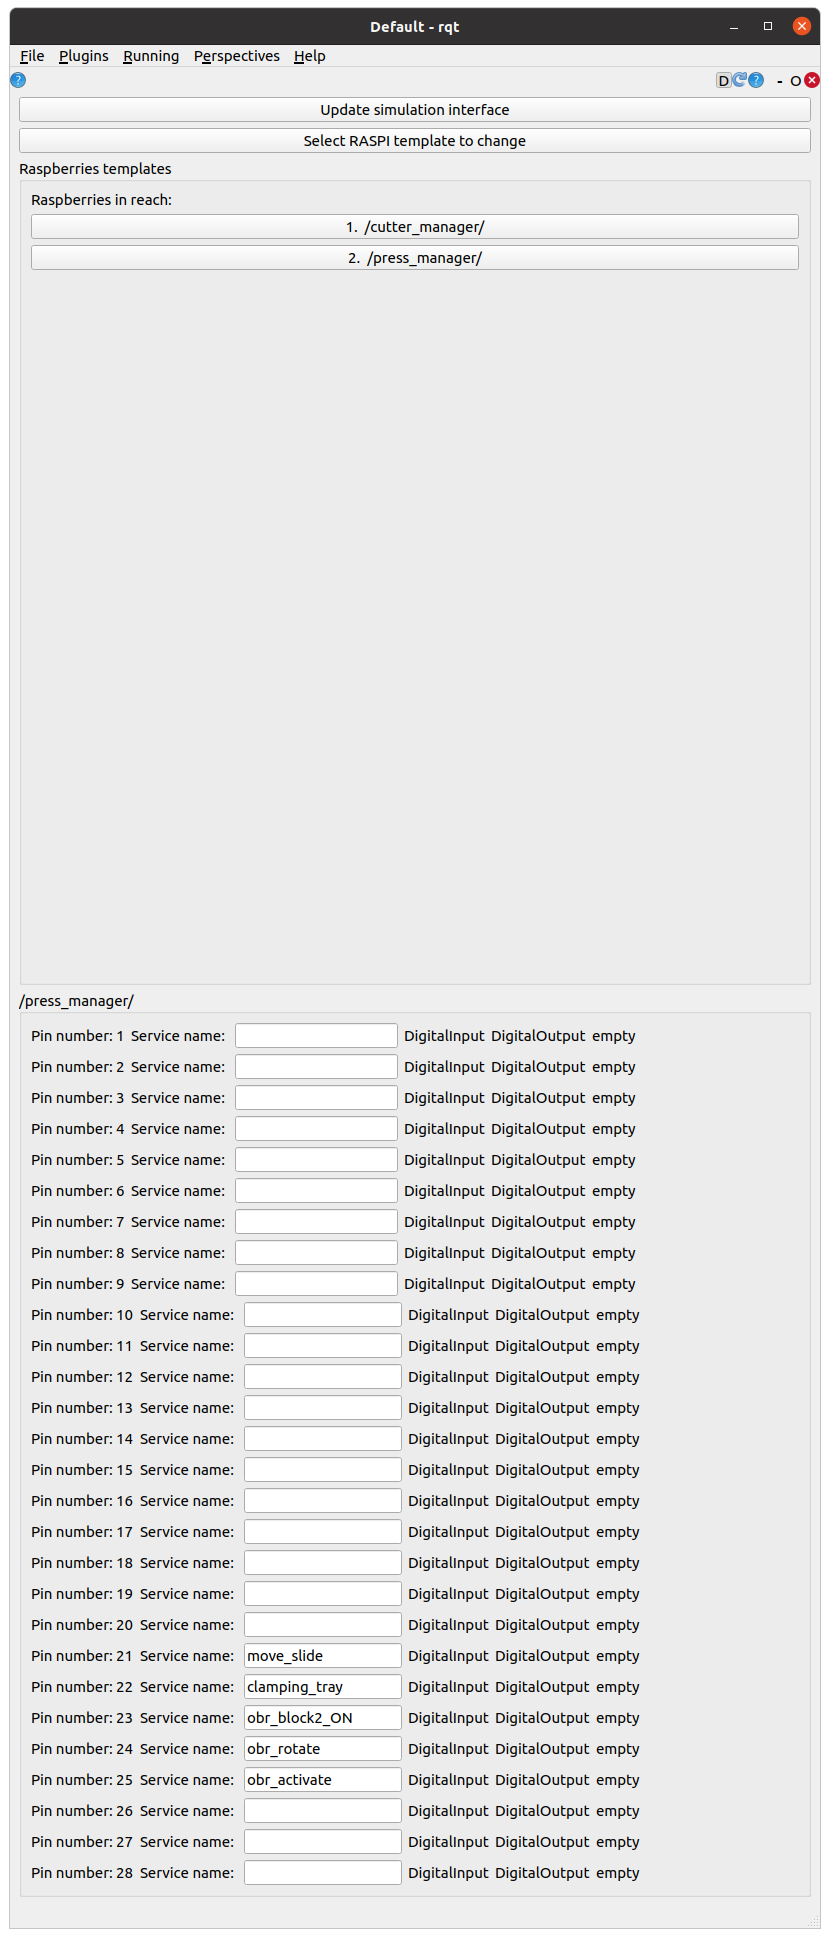 Default - rqt
File Plugins Running Perspectives Help
D - O
Update simulation interface
Select RASPI template to change
Raspberries templates
Raspberries in reach:
1. /cutter_manager/
2. /press_manager/
/press_manager/
Pin number: 1 Service name: DigitalInput DigitalOutput empty
Pin number: 2 Service name: DigitalInput DigitalOutput empty
Pin number: 3 Service name: DigitalInput DigitalOutput empty
Pin number: 4 Service name: DigitalInput DigitalOutput empty
Pin number: 5 Service name: DigitalInput DigitalOutput empty
Pin number: 6 Service name: DigitalInput DigitalOutput empty
Pin number: 7 Service name: DigitalInput DigitalOutput empty
Pin number: 8 Service name: DigitalInput DigitalOutput empty
Pin number: 9 Service name: DigitalInput DigitalOutput empty
Pin number: 10 Service name: DigitalInput DigitalOutput empty
Pin number: 11 Service name: DigitalInput DigitalOutput empty
Pin number: 12 Service name: DigitalInput DigitalOutput empty
Pin number: 13 Service name: DigitalInput DigitalOutput empty
Pin number: 14 Service name: DigitalInput DigitalOutput empty
Pin number: 15 Service name: DigitalInput DigitalOutput empty
Pin number: 16 Service name: DigitalInput DigitalOutput empty
Pin number: 17 Service name: DigitalInput DigitalOutput empty
Pin number: 18 Service name: DigitalInput DigitalOutput empty
Pin number: 19 Service name: DigitalInput DigitalOutput empty
Pin number: 20 Service name: DigitalInput DigitalOutput empty
Pin number: 21 Service name: move_slide DigitalInput DigitalOutput empty
Pin number: 22 Service name: clamping_tray DigitalInput DigitalOutput empty
Pin number: 23 Service name: obr_block2_ON DigitalInput DigitalOutput empty
Pin number: 24 Service name: obr_rotate DigitalInput DigitalOutput empty
Pin number: 25 Service name: obr_activate DigitalInput DigitalOutput empty
Pin number: 26 Service name: DigitalInput DigitalOutput empty
Pin number: 27 Service name: DigitalInput DigitalOutput empty
Pin number: 28 Service name: DigitalInput DigitalOutput empty